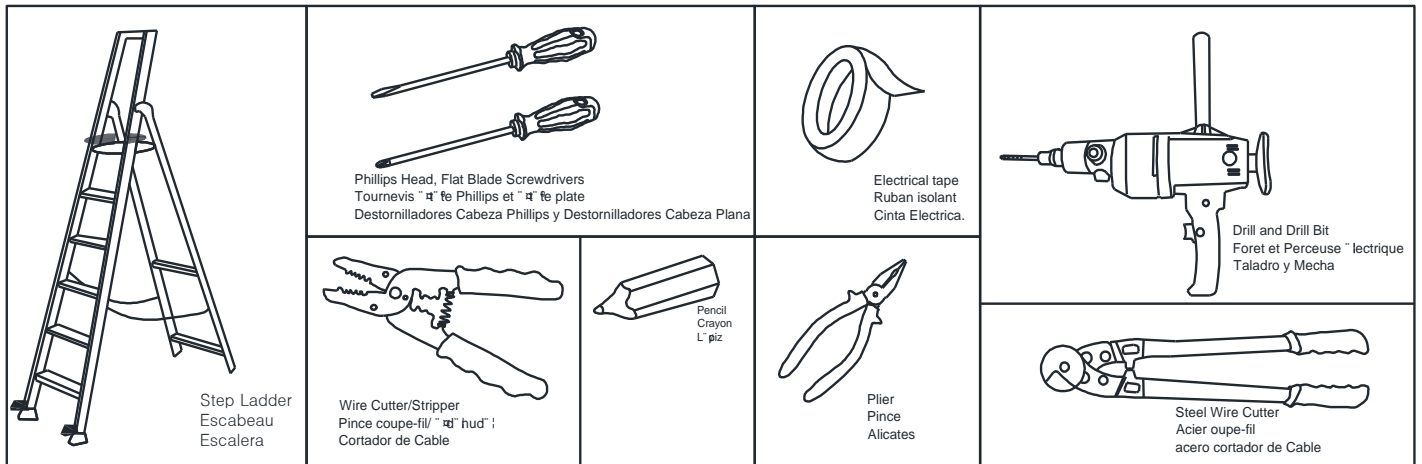 Step Ladder
Escabeau
Escalera
Phillips Head, Flat Blade Screwdrivers
Tournevis Phillips et plate
Destornilladores Cabeza Phillips y Destornilladores Cabeza Plana
Electrical tape
Ruban isolant
Cinta Electrica.
Drill and Drill Bit
Foret et Perceuse ¨ lectrique
Taladro y Mecha
Wire Cutter/Stripper
Pince coupe-fil/
Cortador de Cable
Pencil
Crayon
Plier
Pince
Alicates
Steel Wire Cutter
Acier oupe-fil
acero cortador de Cable